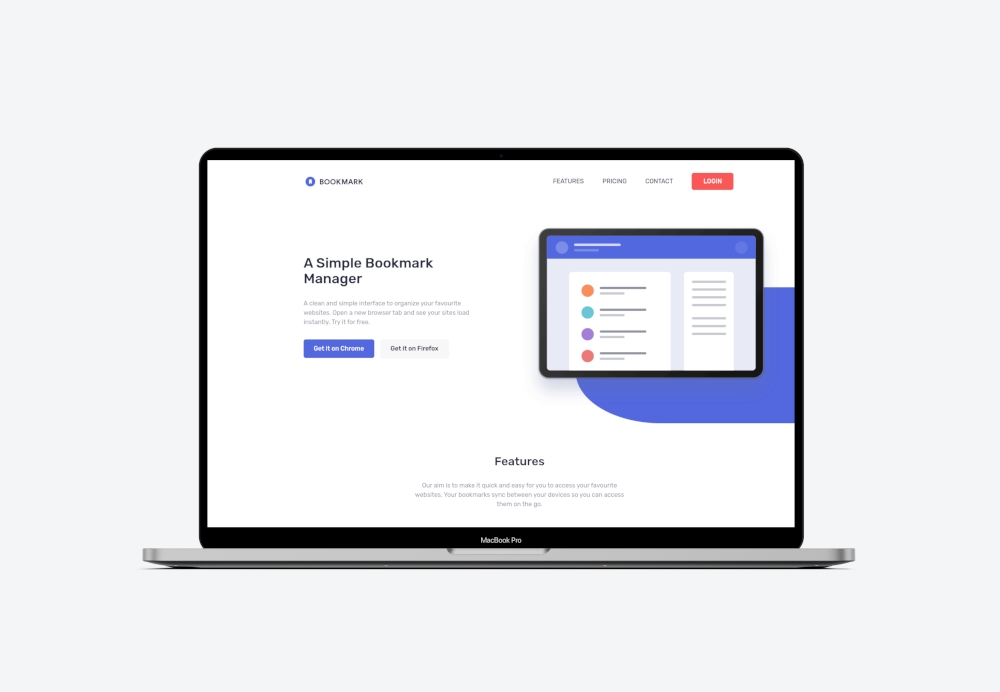 BOOKMARK
FEATURES PRICING CONTACT LOGIN
A Simple Bookmark
Manager
A clean and simple interface to organize your favourite
websites. Open a new browser tab and see your sites load
instantly. Try it for free.
Get It on Chrome Get it on Firefox
Features
Our aim is to make it quick and easy for you to access your favourite
websites. Your bookmarks sync between your devices so you can access
them on the go.
MacBook Pro